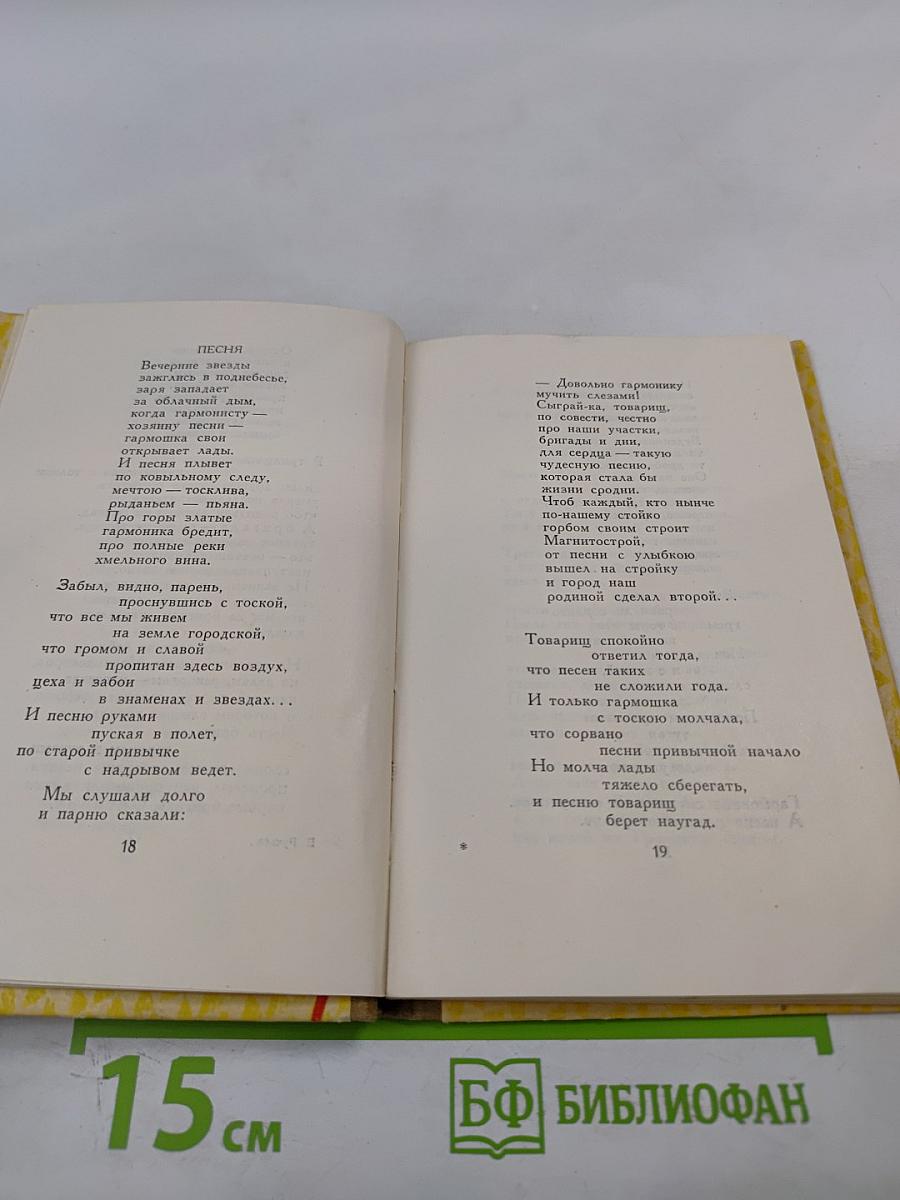 ПЕСНЯ
Вечерние звезды
зажглись в поднебесье,
заря западает
за облачный дым,
когда гармонисту —
хозяину песни —
гармошка свои
открывает лады.
И песня плывет
по ковыльному следу,
мечтою — тосклива,
рыданьем — пьяна.
Про горы златые
гармоника бредит,
про полные реки
хмельного вина.
Забыл, видно, парень,
проснувшись с тоской,
что все мы живем
на земле городской,
что громом и славой
пропитан здесь воздух,
цеха и забои
в знаменах и звездах...
И песню руками
пуская в полет,
по старой привычке
с надрывом ведет.
Мы слушали долго
и парню сказали:
18
— Довольно гармонику
мучить слезами!
Сыграй-ка, товарищ,
по совести, честно
про наши участки,
бригады и дни,
для сердца — такую
чудесную песню,
которая стала бы
жизни сродни.
Чтоб каждый, кто нынче
по-нашему стойко
горбом своим строит
Магнитострой,
от песни с улыбкою
вышел на стройку
и город наш
родиной сделал второй...
Товарищ спокойно
ответил тогда,
что песен таких
не сложили года.
И только гармошка
с тоскою молчала,
что сорвано
песни привычной начало
Но молча лады
тяжело сберегать,
и песню товарищ
берет наугад.
*
19
15 см
БФ БИБЛИОФАН